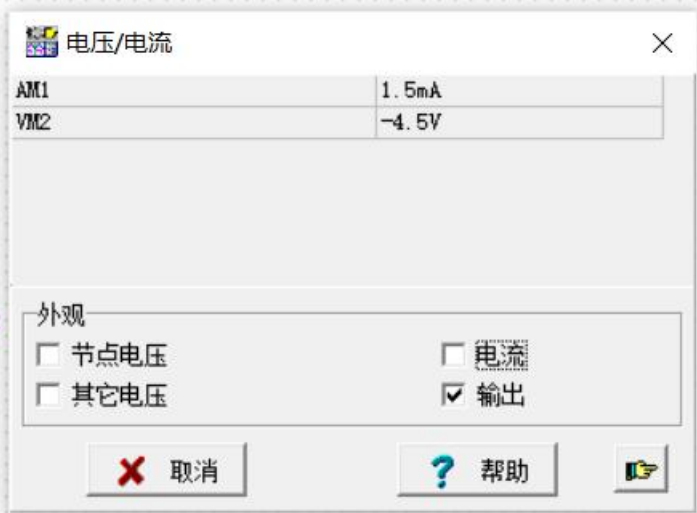 电压/电流
AM1 1.5mA
VM2 -4.5V
外观
节点电压 电流
其它电压 输出
取消 帮助